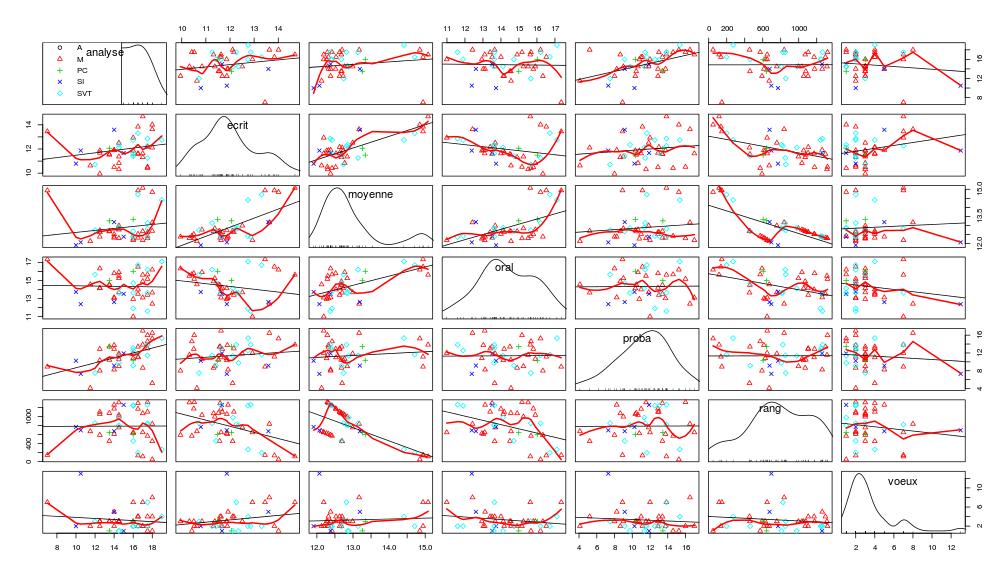 10 11 12 13 14
11 12 13 14 15 16 17
0 200 600 1000
analyse
A
M
PC
SI
SVT
8 12 16
ecrit
10 12 14
moyenne
12.0 13.5 15.0
oral
11 13 15 17
proba
4 8 12 16
rang
0 400 1000
voeux
2 6 10
8 10 12 14 16 18
12.0 13.0 14.0 15.0
4 6 8 10 12 14 16
2 4 6 8 10 12